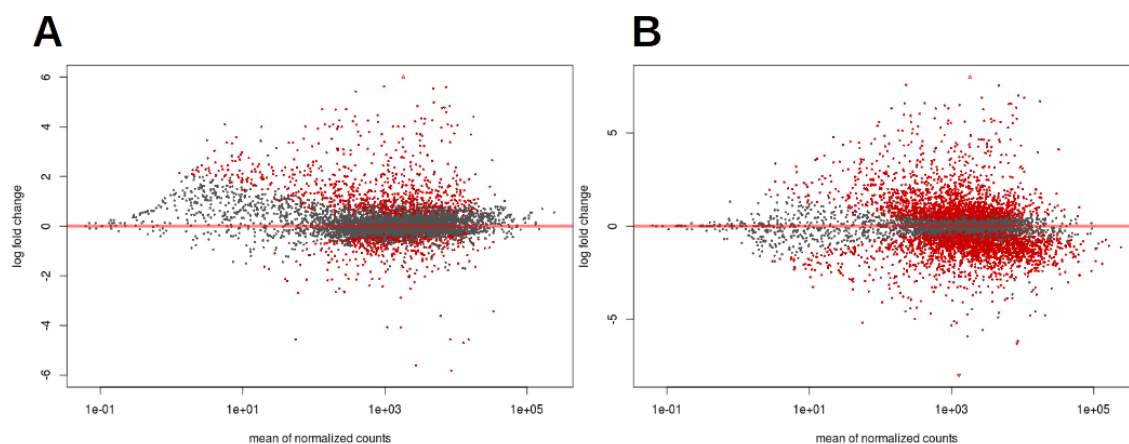 A
B
log fold change
6
4
2
0
-2
-4
-6
1e-01
1e+01
1e+03
1e+05
mean of normalized counts
log fold change
5
0
-5
1e-01
1e+01
1e+03
1e+05
mean of normalized counts